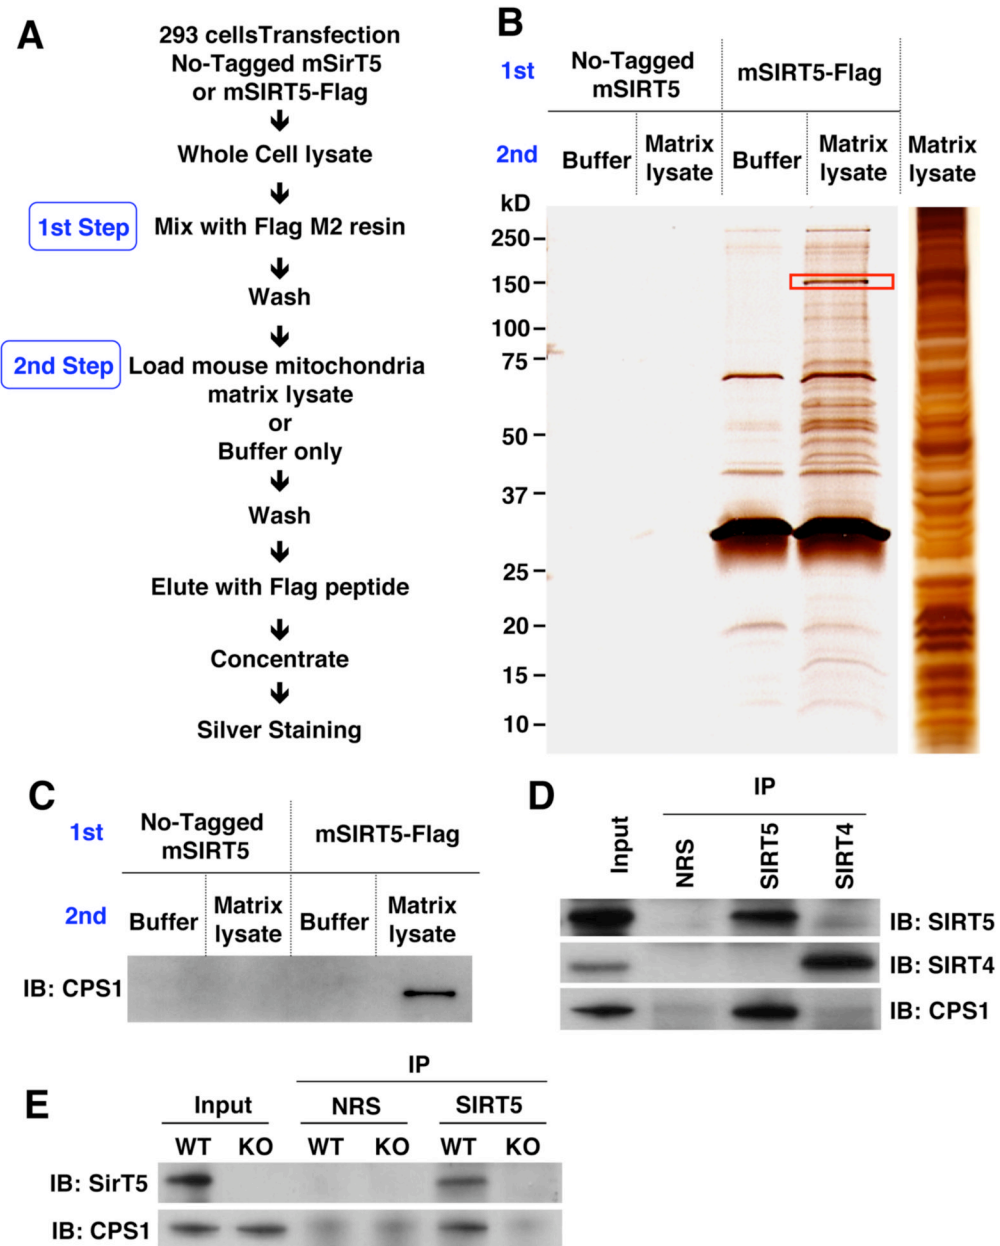 A
293 cellsTransfection
No-Tagged mSirT5
or mSIRT5-Flag
Whole Cell lysate
1st Step
Mix with Flag M2 resin
Wash
2nd Step
Load mouse mitochondria
matrix lysate
or
Buffer only
Wash
Elute with Flag peptide
Concentrate
Silver Staining
B
1st
No-Tagged
mSIRT5
mSIRT5-Flag
2nd
Buffer
Matrix
lysate
Buffer
Matrix
lysate
Matrix
lysate
kD
250
150
100
75
50
37
25
20
15
10
C
1st
No-Tagged
mSIRT5
mSIRT5-Flag
2nd
Buffer
Matrix
lysate
Buffer
Matrix
lysate
IB: CPS1
D
IP
Input
NRS
SIRT5
SIRT4
IB: SIRT5
IB: SIRT4
IB: CPS1
E
IP
Input
NRS
SIRT5
WT KO WT KO WT KO
IB: SirT5
IB: CPS1